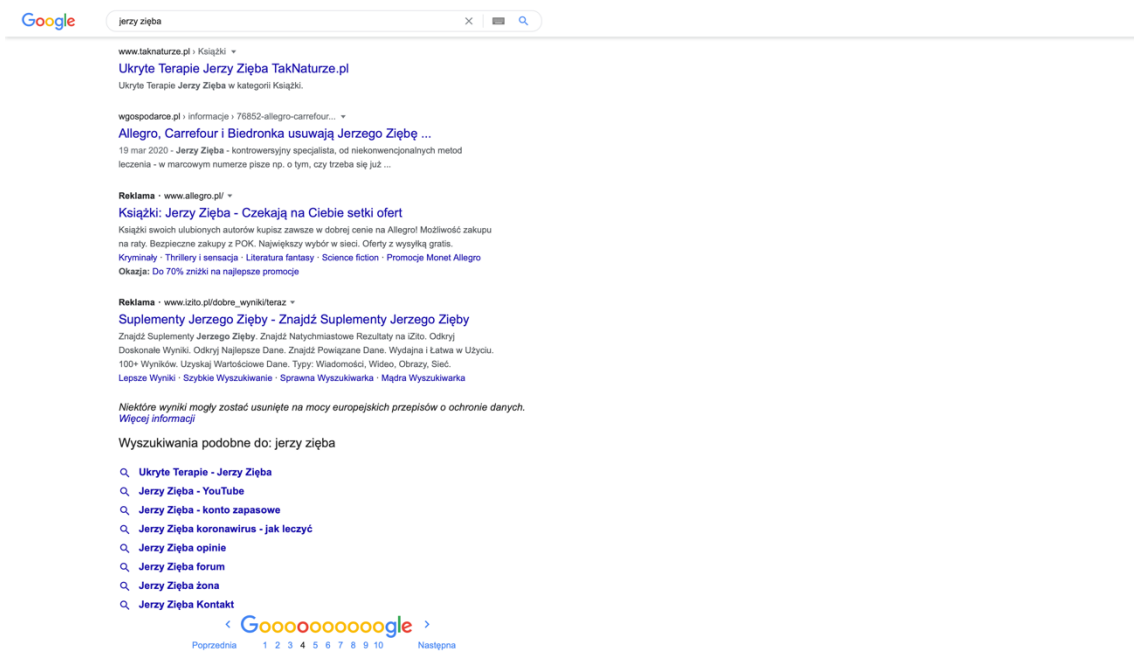 Google
jerzy zięba
www.taknaturze.pl › Książki
Ukryte Terapie Jerzy Zięba TakNaturze.pl
Ukryte Terapie Jerzy Zięba w kategorii Książki.
wgospodarce.pl › informacje › 76852-allegro-carrefour...
Allegro, Carrefour i Biedronka usuwają Jerzego Ziębę ...
19 mar 2020 - Jerzy Zięba - kontrowersyjny specjalista, od niekonwencjonalnych metod
leczenia - w marcowym numerze pisze np. o tym, czy trzeba się już ...
Reklama · www.allegro.pl/
Książki: Jerzy Zięba - Czekają na Ciebie setki ofert
Książki swoich ulubionych autorów kupisz zawsze w dobrej cenie na Allegro! Możliwość zakupu
na raty. Bezpieczne zakupy z POK. Największy wybór w sieci. Oferty z wysyłką gratis.
Kryminały · Thrillery i sensacja · Literatura fantasy · Science fiction · Promocje Monet Allegro
Okazja: Do 70% zniżki na najlepsze promocje
Reklama · www.izito.pl/dobre_wyniki/teraz
Suplementy Jerzego Zięby - Znajdź Suplementy Jerzego Zięby
Znajdź Suplementy Jerzego Zięby. Znajdź Natychmiastowe Rezultaty na iZito. Odkryj
Doskonałe Wyniki. Odkryj Najlepsze Dane. Znajdź Powiązane Dane. Wydajna i Łatwa w Użyciu.
100+ Wyników. Uzyskaj Wartościowe Dane. Typy: Wiadomości, Wideo, Obrazy, Sieć.
Lepsze Wyniki · Szybkie Wyszukiwanie · Sprawna Wyszukiwarka · Mądra Wyszukiwarka
Niektóre wyniki mogły zostać usunięte na mocy europejskich przepisów o ochronie danych.
Więcej informacji
Wyszukiwania podobne do: jerzy zięba
Ukryte Terapie - Jerzy Zięba
Jerzy Zięba - YouTube
Jerzy Zięba - konto zapasowe
Jerzy Zięba koronawirus - jak leczyć
Jerzy Zięba opinie
Jerzy Zięba forum
Jerzy Zięba żona
Jerzy Zięba Kontakt
Goooooooooogle
Poprzednia 1 2 3 4 5 6 7 8 9 10 Następna